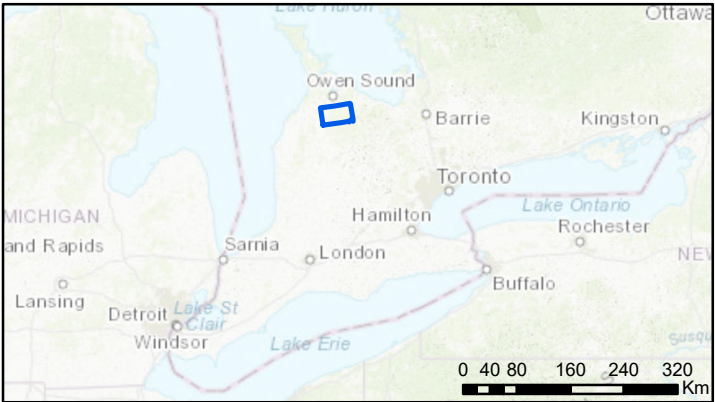 Lake Huron
Ottawa
Owen Sound
Barrie
Kingston
Toronto
MICHIGAN
Hamilton
Lake Ontario
Rochester
and Rapids
Sarnia
London
NEW
Buffalo
Lansing
Detroit
Lake St
Clair
Windsor
Lake Erie
Susqu
0 40 80 160 240 320
Km